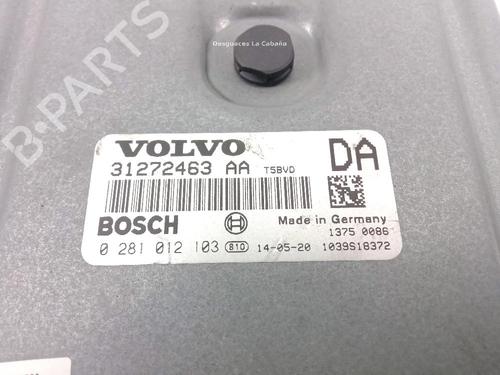 Desguaces La Cabaña
B-PARTS
VOLVO
31272463 AA T5BVD
DA
BOSCH
Made in Germany
1375 0086
0 281 012 103 810 14-05-20 1039S18372